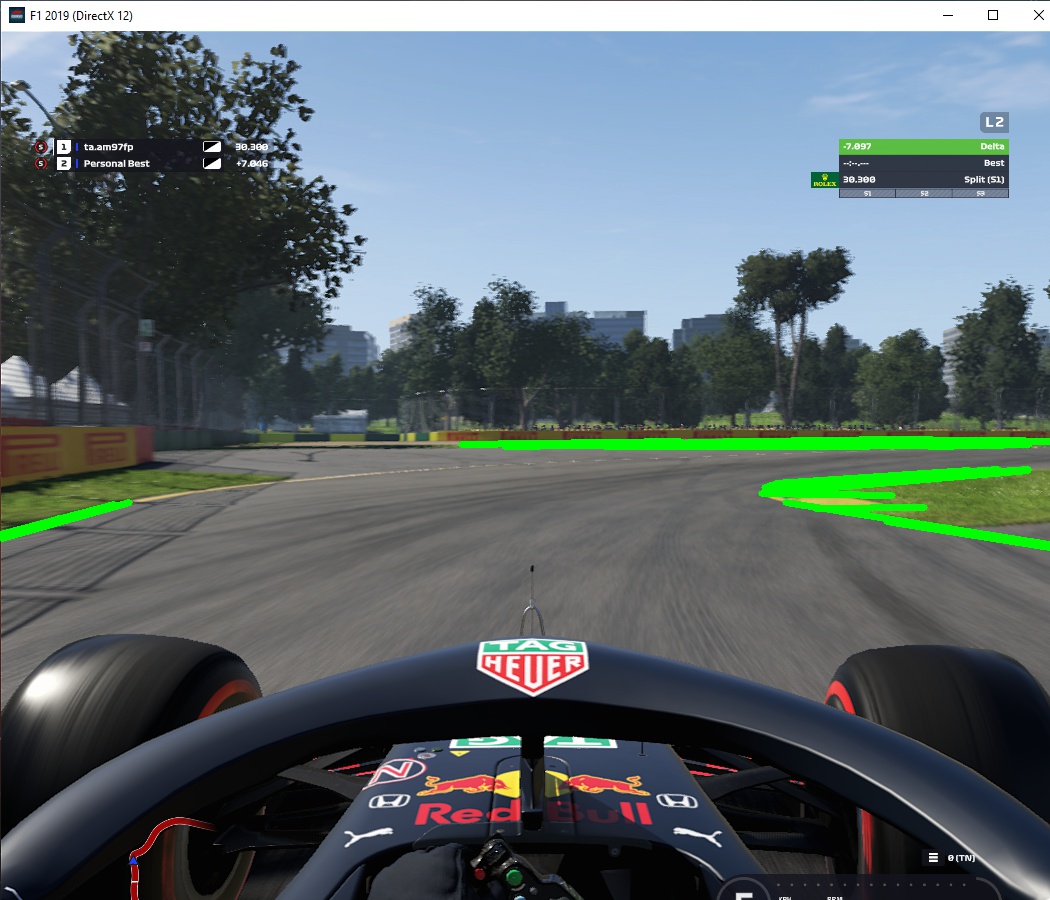 F1 2019 (DirectX 12)
L2
1 ta.am97fp 30.300
2 Personal Best +7.046
-7.097 Delta
--:--.--- Best
ROLEX 30.300 Split (S1)
S1 S2 S3
TAG
HEUER
Red Bull
0 (TN)